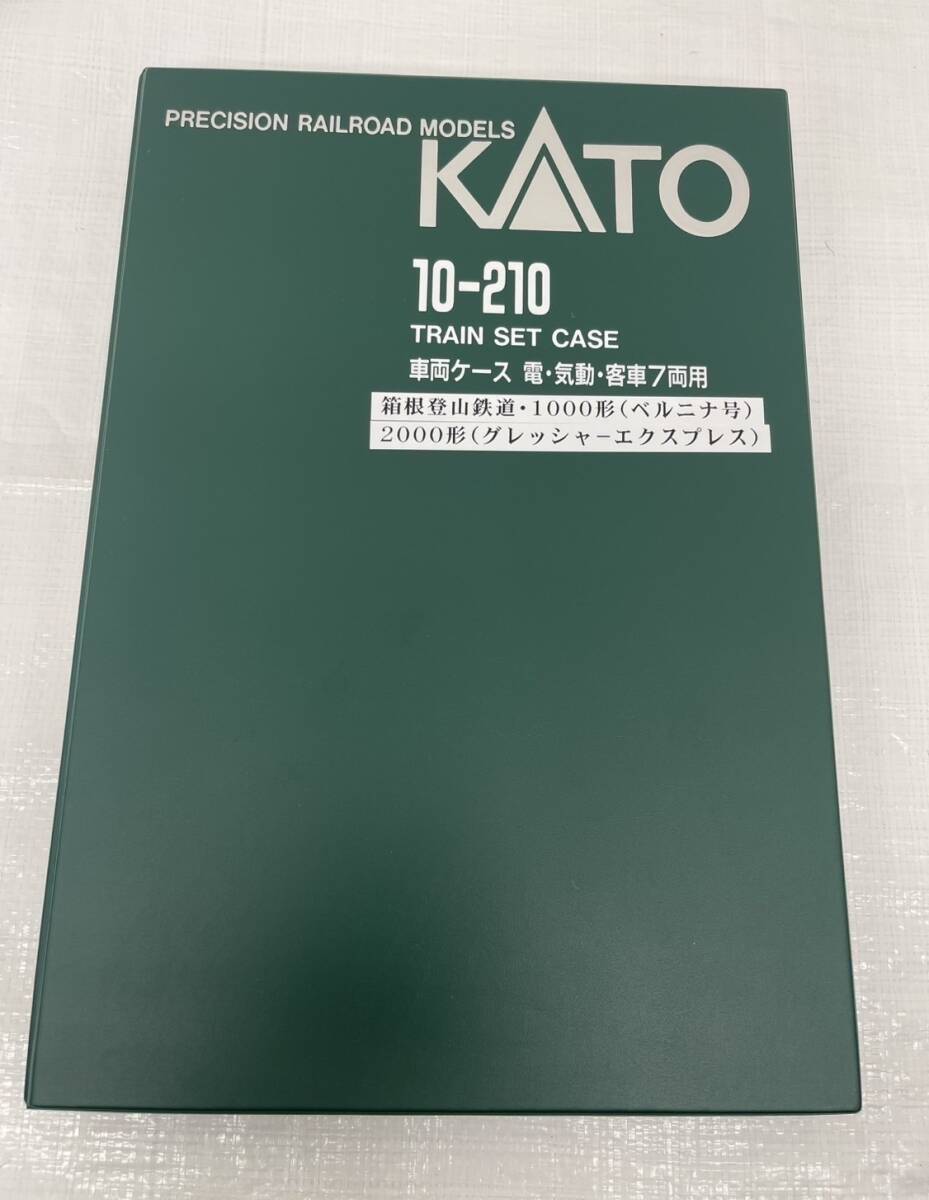 PRECISION RAILROAD MODELS
KATO
10-210
TRAIN SET CASE
車両ケース 電・気動・客車7両用
箱根登山鉄道・1000形(ベルニナ号)
2000形(グレッシャーエクスプレス)